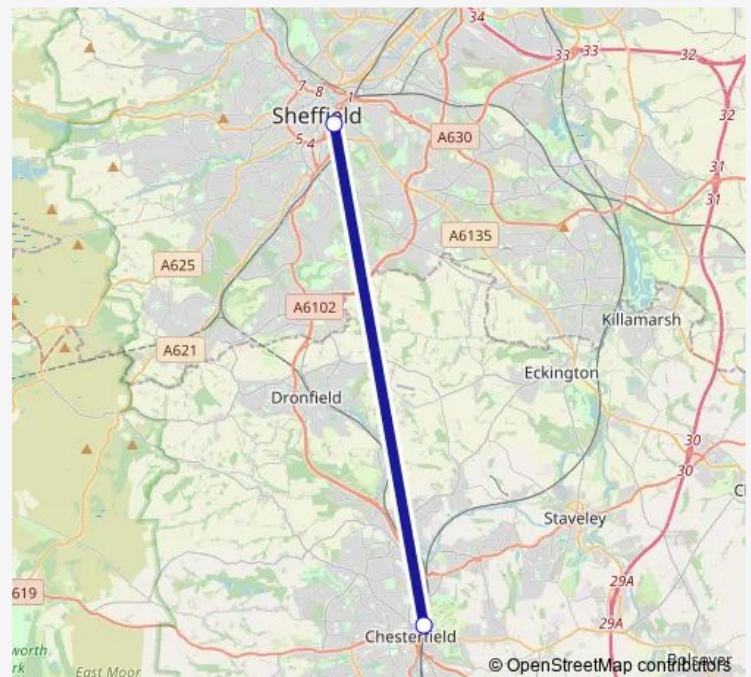 34
33
33
32
7
8
1
Sheffield
5
4
A630
32
31
31
A6135
A625
A6102
Killamarsh
A621
Eckington
Dronfield
30
30
Staveley
29A
619
29A
Chesterfield
Bolsover
© OpenStreetMap contributors
East Moor